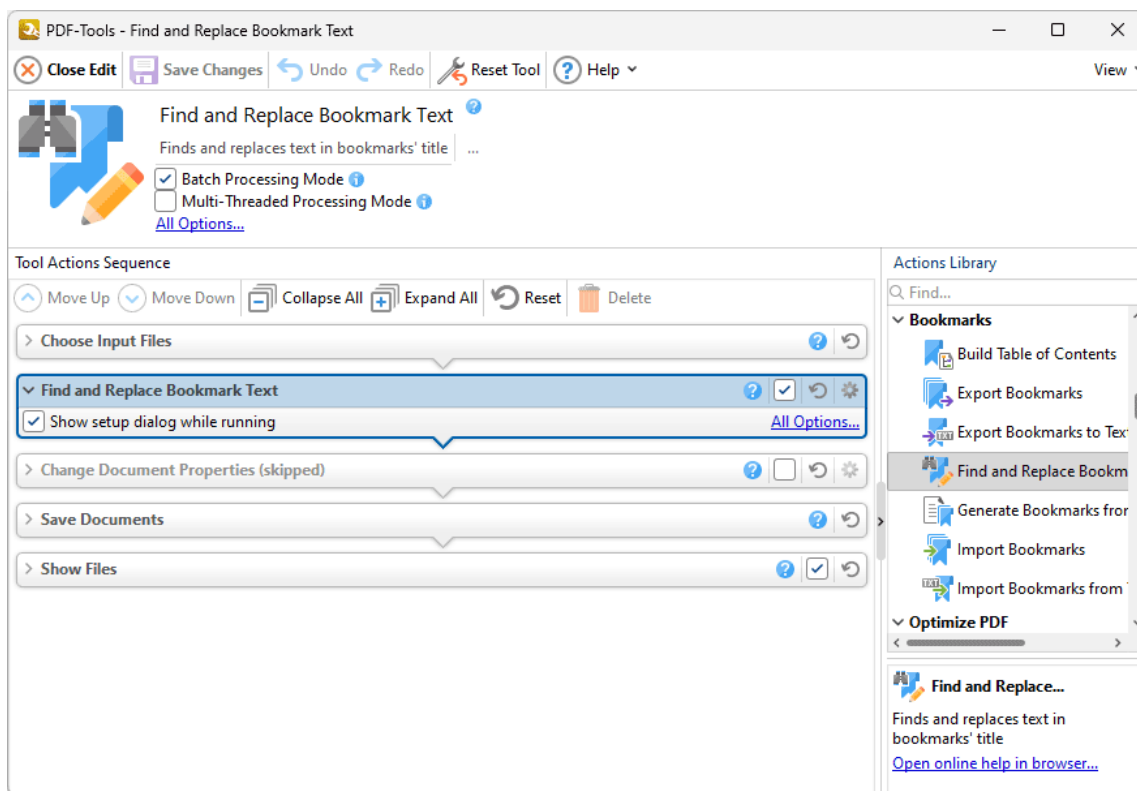 PDF-Tools - Find and Replace Bookmark Text
Close Edit Save Changes Undo Redo Reset Tool ? Help View
Find and Replace Bookmark Text ?
Finds and replaces text in bookmarks' title ...
Batch Processing Mode i
Multi-Threaded Processing Mode i
All Options...
Tool Actions Sequence
Move Up Move Down Collapse All Expand All Reset Delete
Choose Input Files ?
Find and Replace Bookmark Text ?
Show setup dialog while running All Options...
Change Document Properties (skipped) ?
Save Documents ?
Show Files ?
Actions Library
Find...
Bookmarks
Build Table of Contents
Export Bookmarks
Export Bookmarks to Tex
Find and Replace Bookm
Generate Bookmarks fror
Import Bookmarks
Import Bookmarks from
Optimize PDF
Find and Replace...
Finds and replaces text in
bookmarks' title
Open online help in browser...